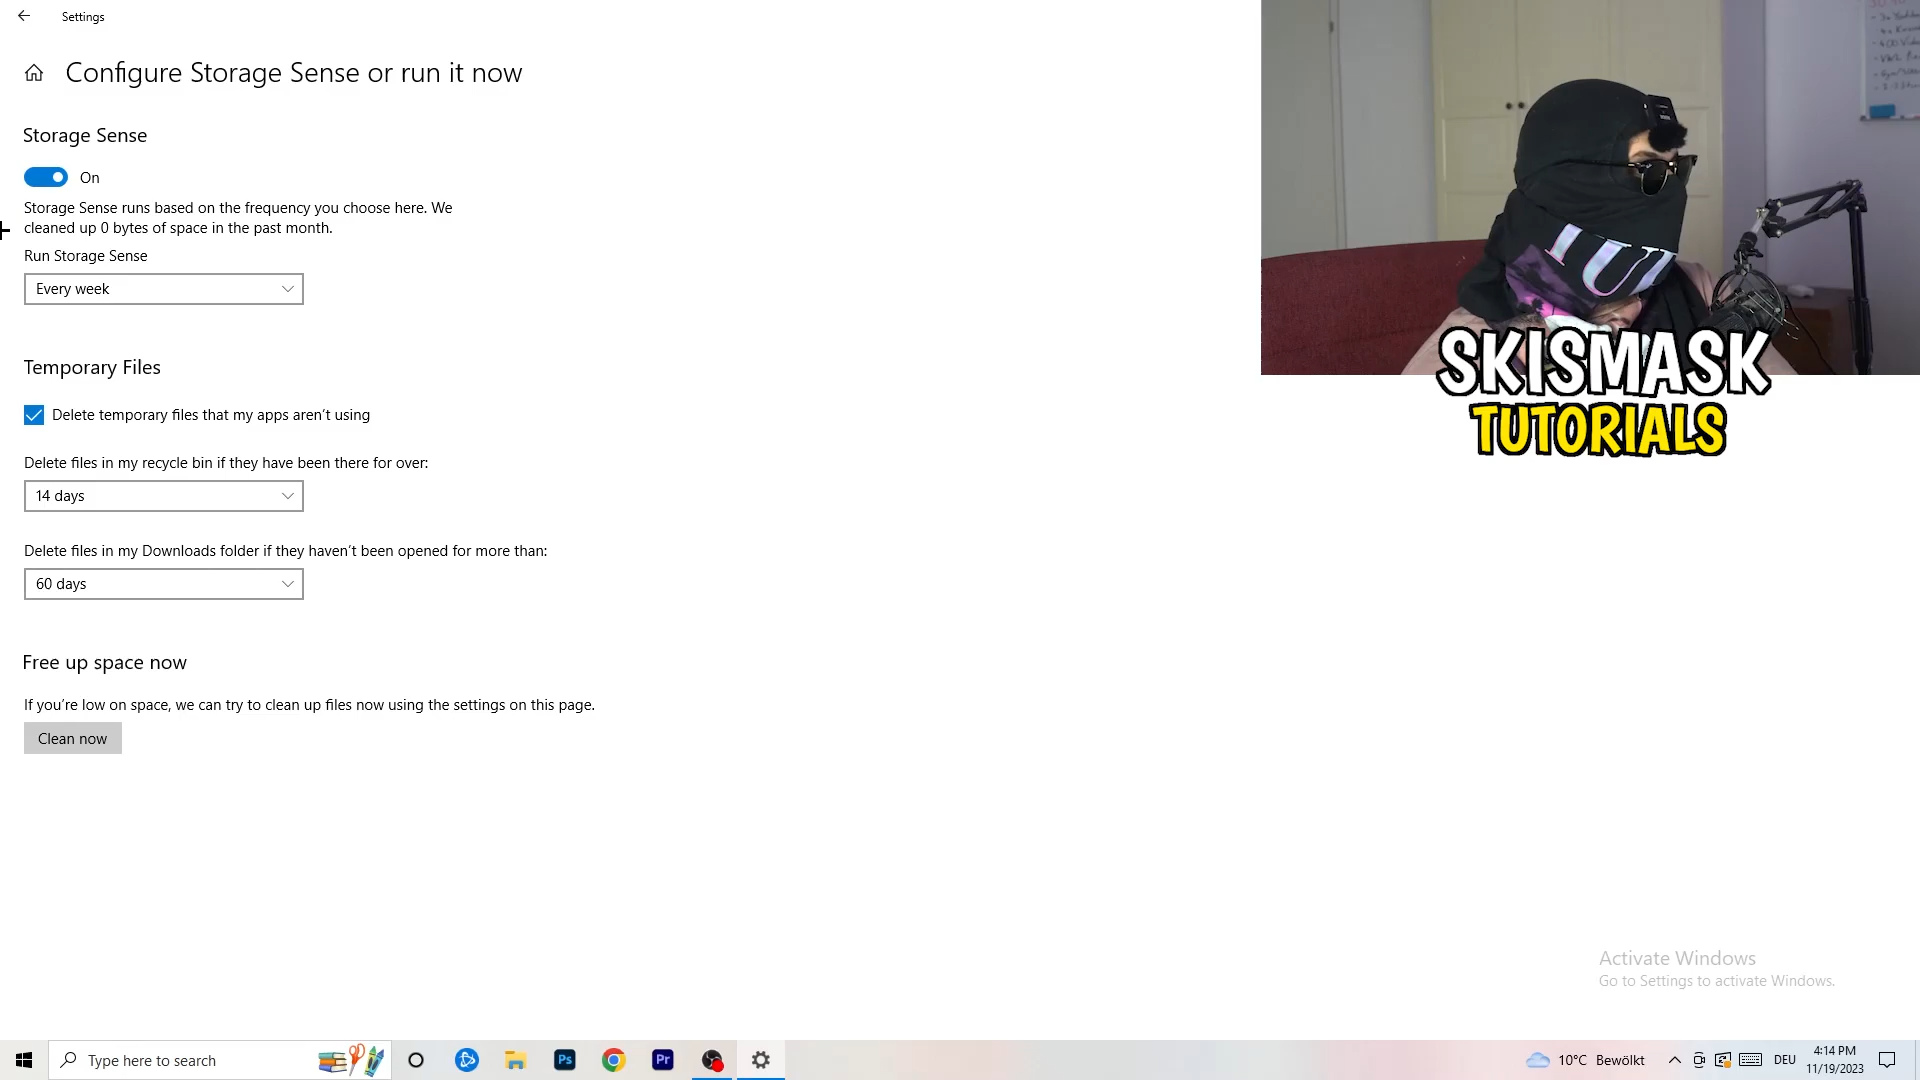 Settings
Configure Storage Sense or run it now
Storage Sense
On
Storage Sense runs based on the frequency you choose here. We
cleaned up 0 bytes of space in the past month.
Run Storage Sense
Every week
Temporary Files
Delete temporary files that my apps aren't using
Delete files in my recycle bin if they have been there for over:
14 days
Delete files in my Downloads folder if they haven't been opened for more than:
60 days
Free up space now
If you're low on space, we can try to clean up files now using the settings on this page.
Clean now
SKISMASK
TUTORIALS
Activate Windows
Go to Settings to activate Windows.
Type here to search
Ps
Pr
10°C Bewölkt
DEU
4:14 PM
11/19/2023